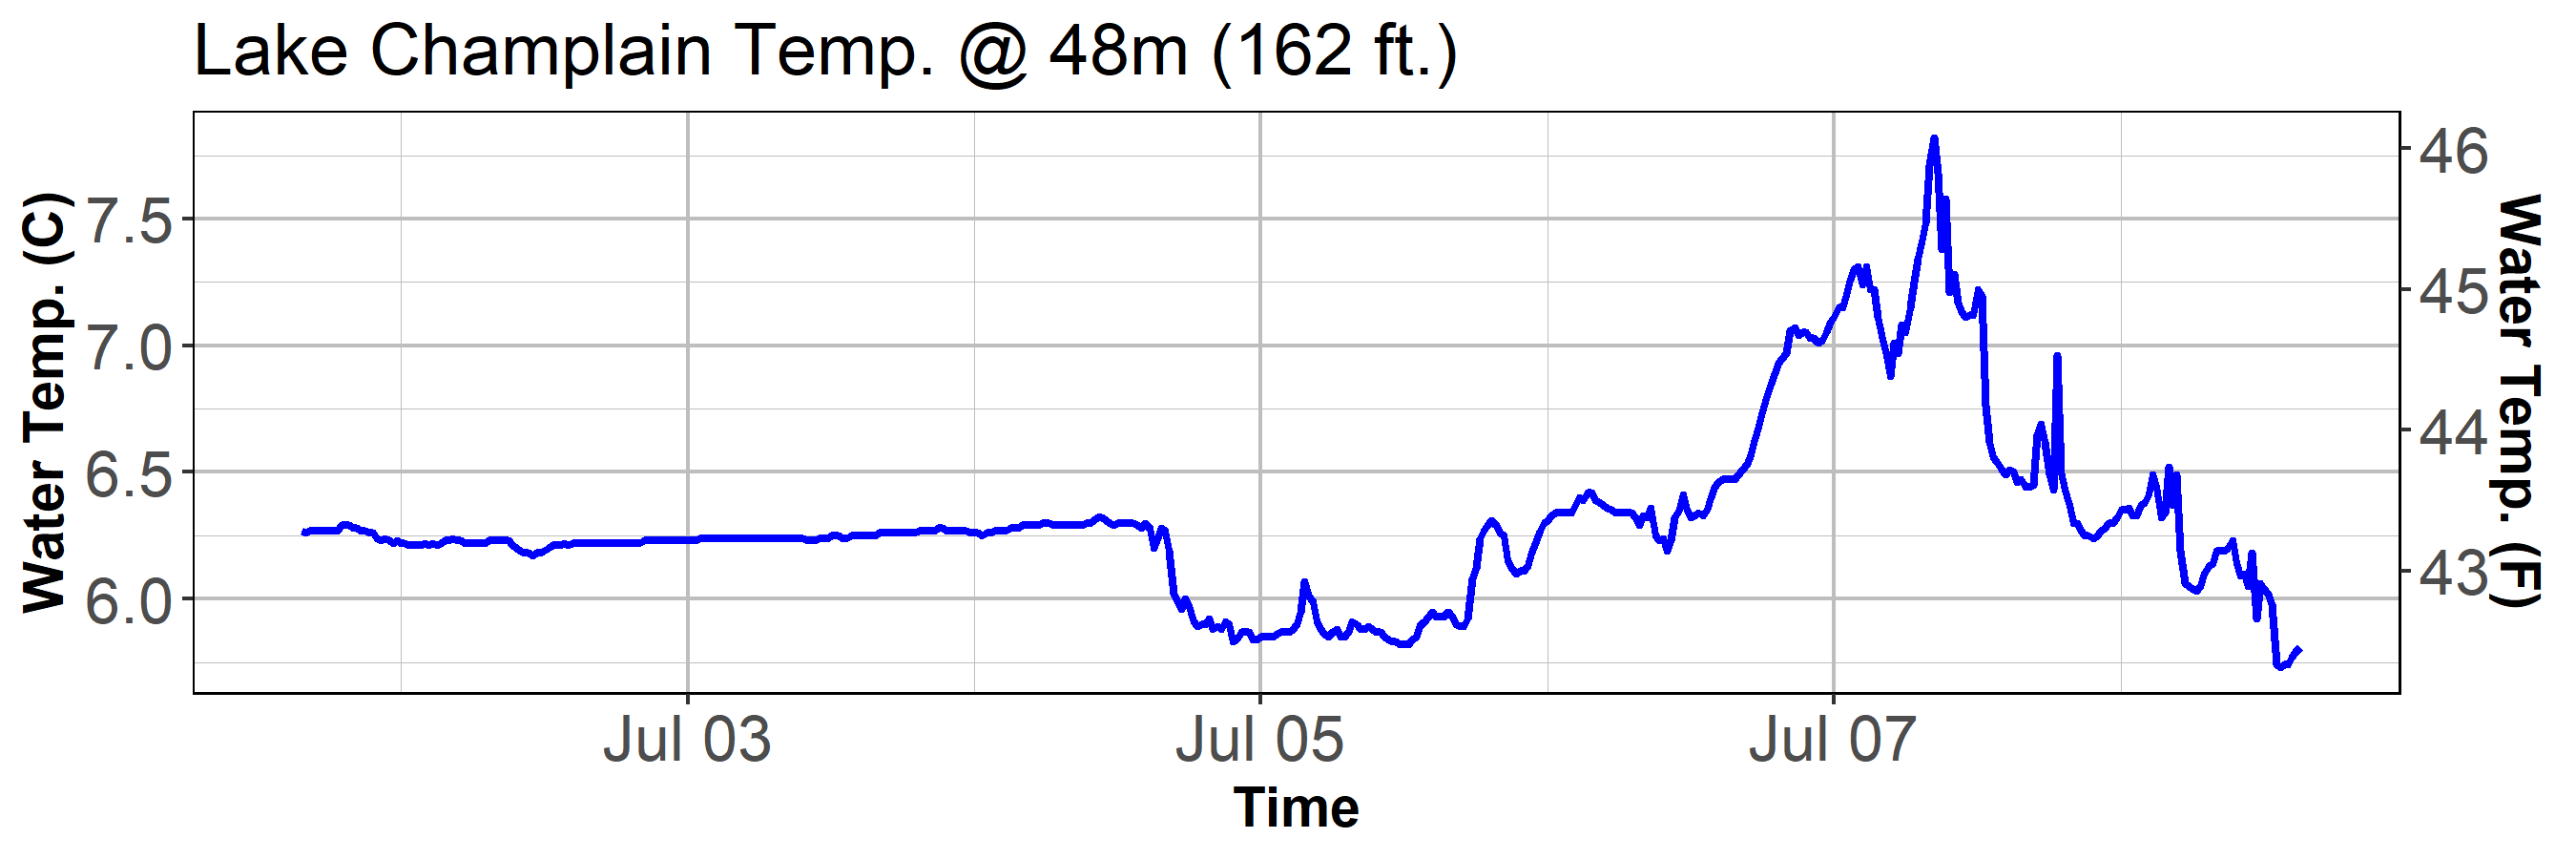 Lake Champlain Temp. @ 48m (162 ft.)
Water Temp. (C)
7.5
7.0
6.5
6.0
46
45
44
43
Water Temp. (F)
Jul 03 Jul 05 Jul 07
Time